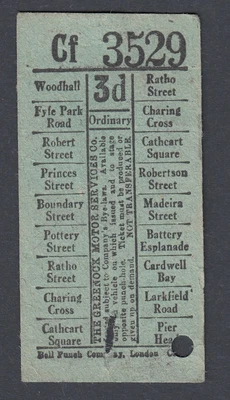 Cf 3529
Woodhall
Fyfe Park
Road
Robert
Street
Princes
Street
Boundary
Street
Pottery
Street
Ratho
Street
Charing
Cross
Cathcart
Square
3d
Ordinary
THE GREENOCK MOTOR SERVICES CO.
Issued subject to Company's Bye-laws. Available
on vehicle on which issued and to stage
opposite punch hole. Ticket must be produced or
given up on demand. NOT TRANSFERABLE
Ratho
Street
Charing
Cross
Cathcart
Square
Robertson
Street
Madeira
Street
Battery
Esplanade
Cardwell
Bay
Larkfield
Road
Pier
Bell Punch Company, London